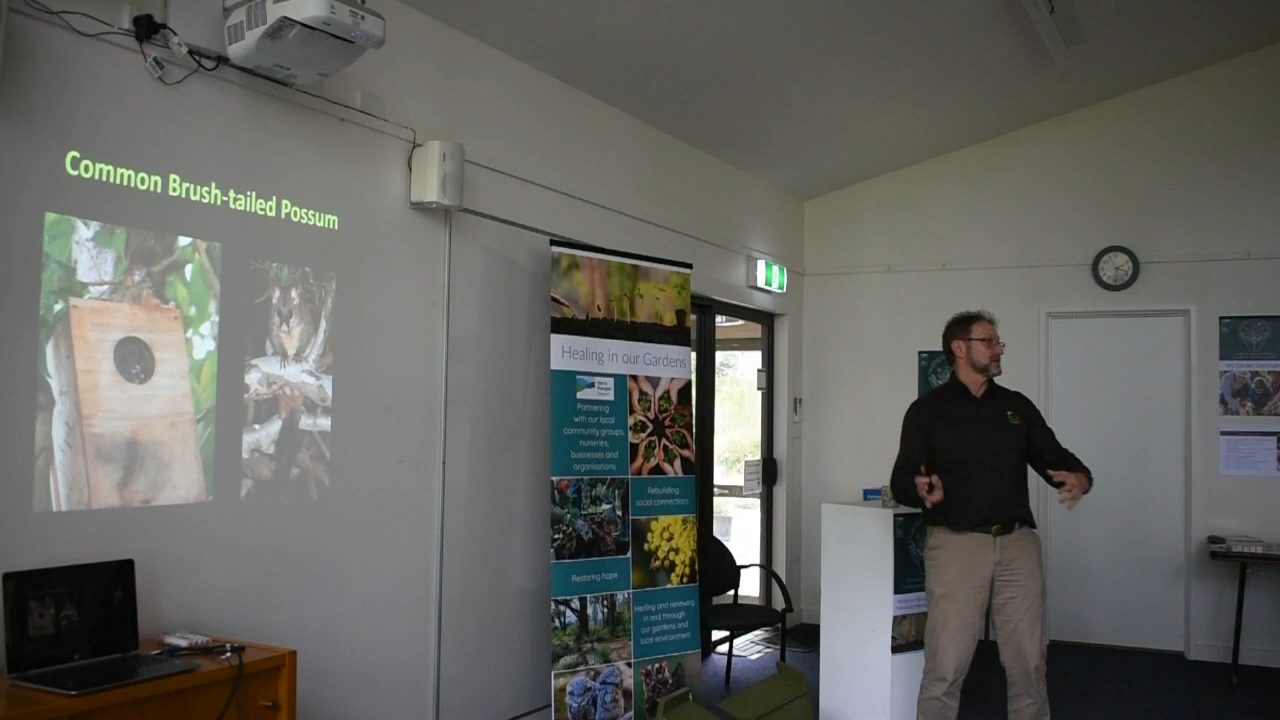 Common Brush-tailed Possum
Healing in our Gardens
Partnering
with our local
community groups,
nurseries,
businesses and
organisations
Rebuilding
social connections
Restoring hope
Healing and renewing
in and through
our gardens and
local environment